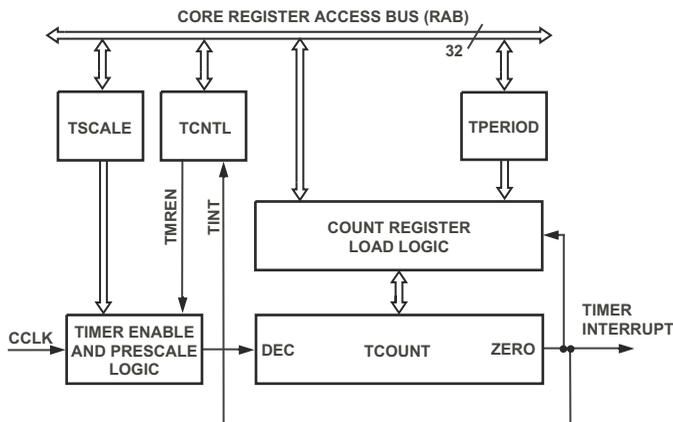 CORE REGISTER ACCESS BUS (RAB)
32
TSCALE
TCNTL
TPERIOD
TMREN
TINT
COUNT REGISTER
LOAD LOGIC
CCLK
TIMER ENABLE
AND PRESCALE
LOGIC
DEC
TCOUNT
ZERO
TIMER
INTERRUPT